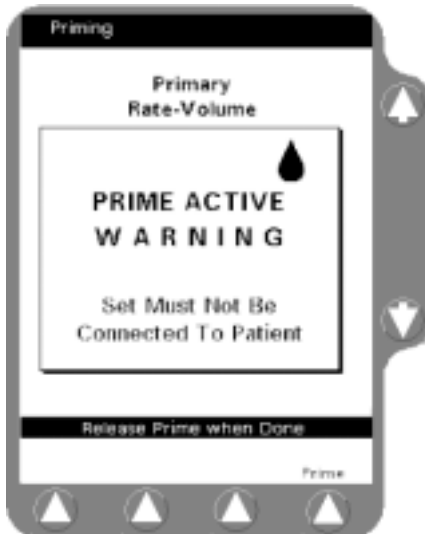 Priming
Primary
Rate-Volume
PRIME ACTIVE
WARNING
Set Must Not Be
Connected To Patient
Release Prime when Done
Prime